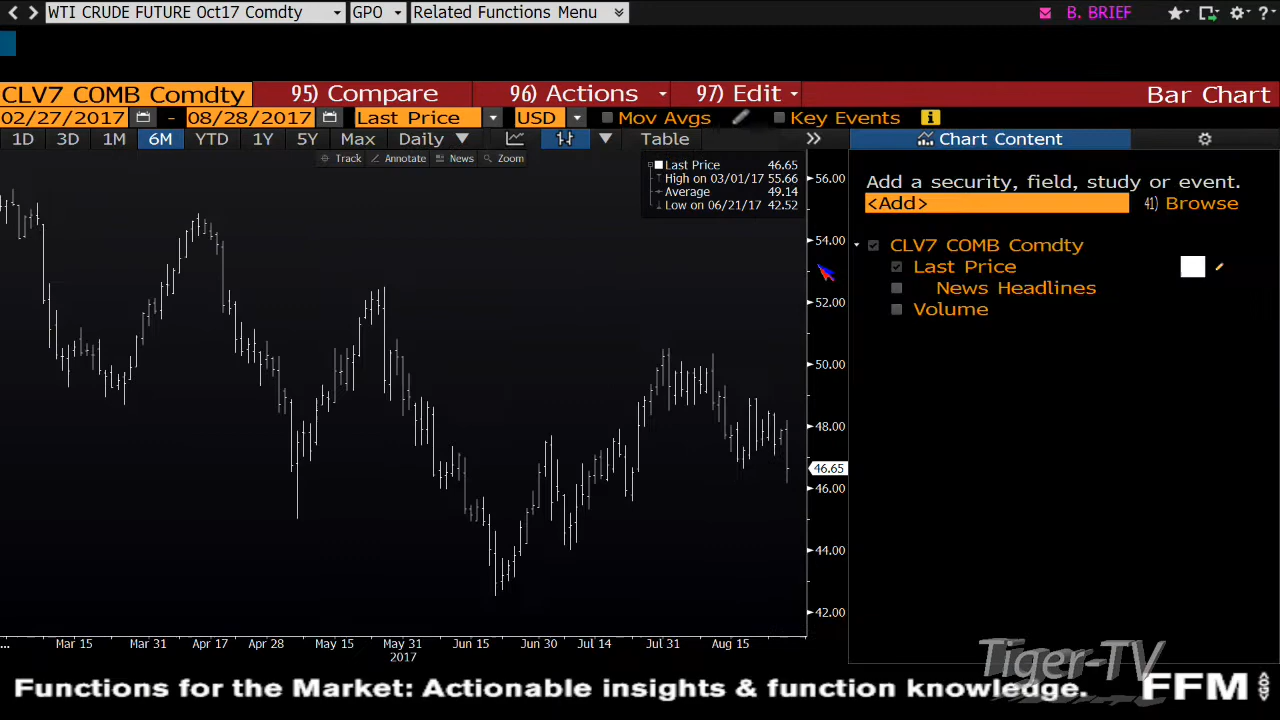 WTI CRUDE FUTURE Oct17 Comdty GPO Related Functions Menu B. BRIEF ?
CLV7 COMB Comdty 95) Compare 96) Actions 97) Edit Bar Chart
02/27/2017 - 08/28/2017 Last Price USD Mov Avgs Key Events i
1D 3D 1M 6M YTD 1Y 5Y Max Daily Table Chart Content
Track Annotate News Zoom
Last Price 46.65
High on 03/01/17 55.66
Average 49.14
Low on 06/21/17 42.52
Add a security, field, study or event.
<Add> 41) Browse
CLV7 COMB Comdty
Last Price
News Headlines
Volume
56.00
54.00
52.00
50.00
48.00
46.65
46.00
44.00
42.00
... Mar 15 Mar 31 Apr 17 Apr 28 May 15 May 31 Jun 15 Jun 30 Jul 14 Jul 31 Aug 15
2017
Tiger-TV
Functions for the Market: Actionable insights & function knowledge. FFM